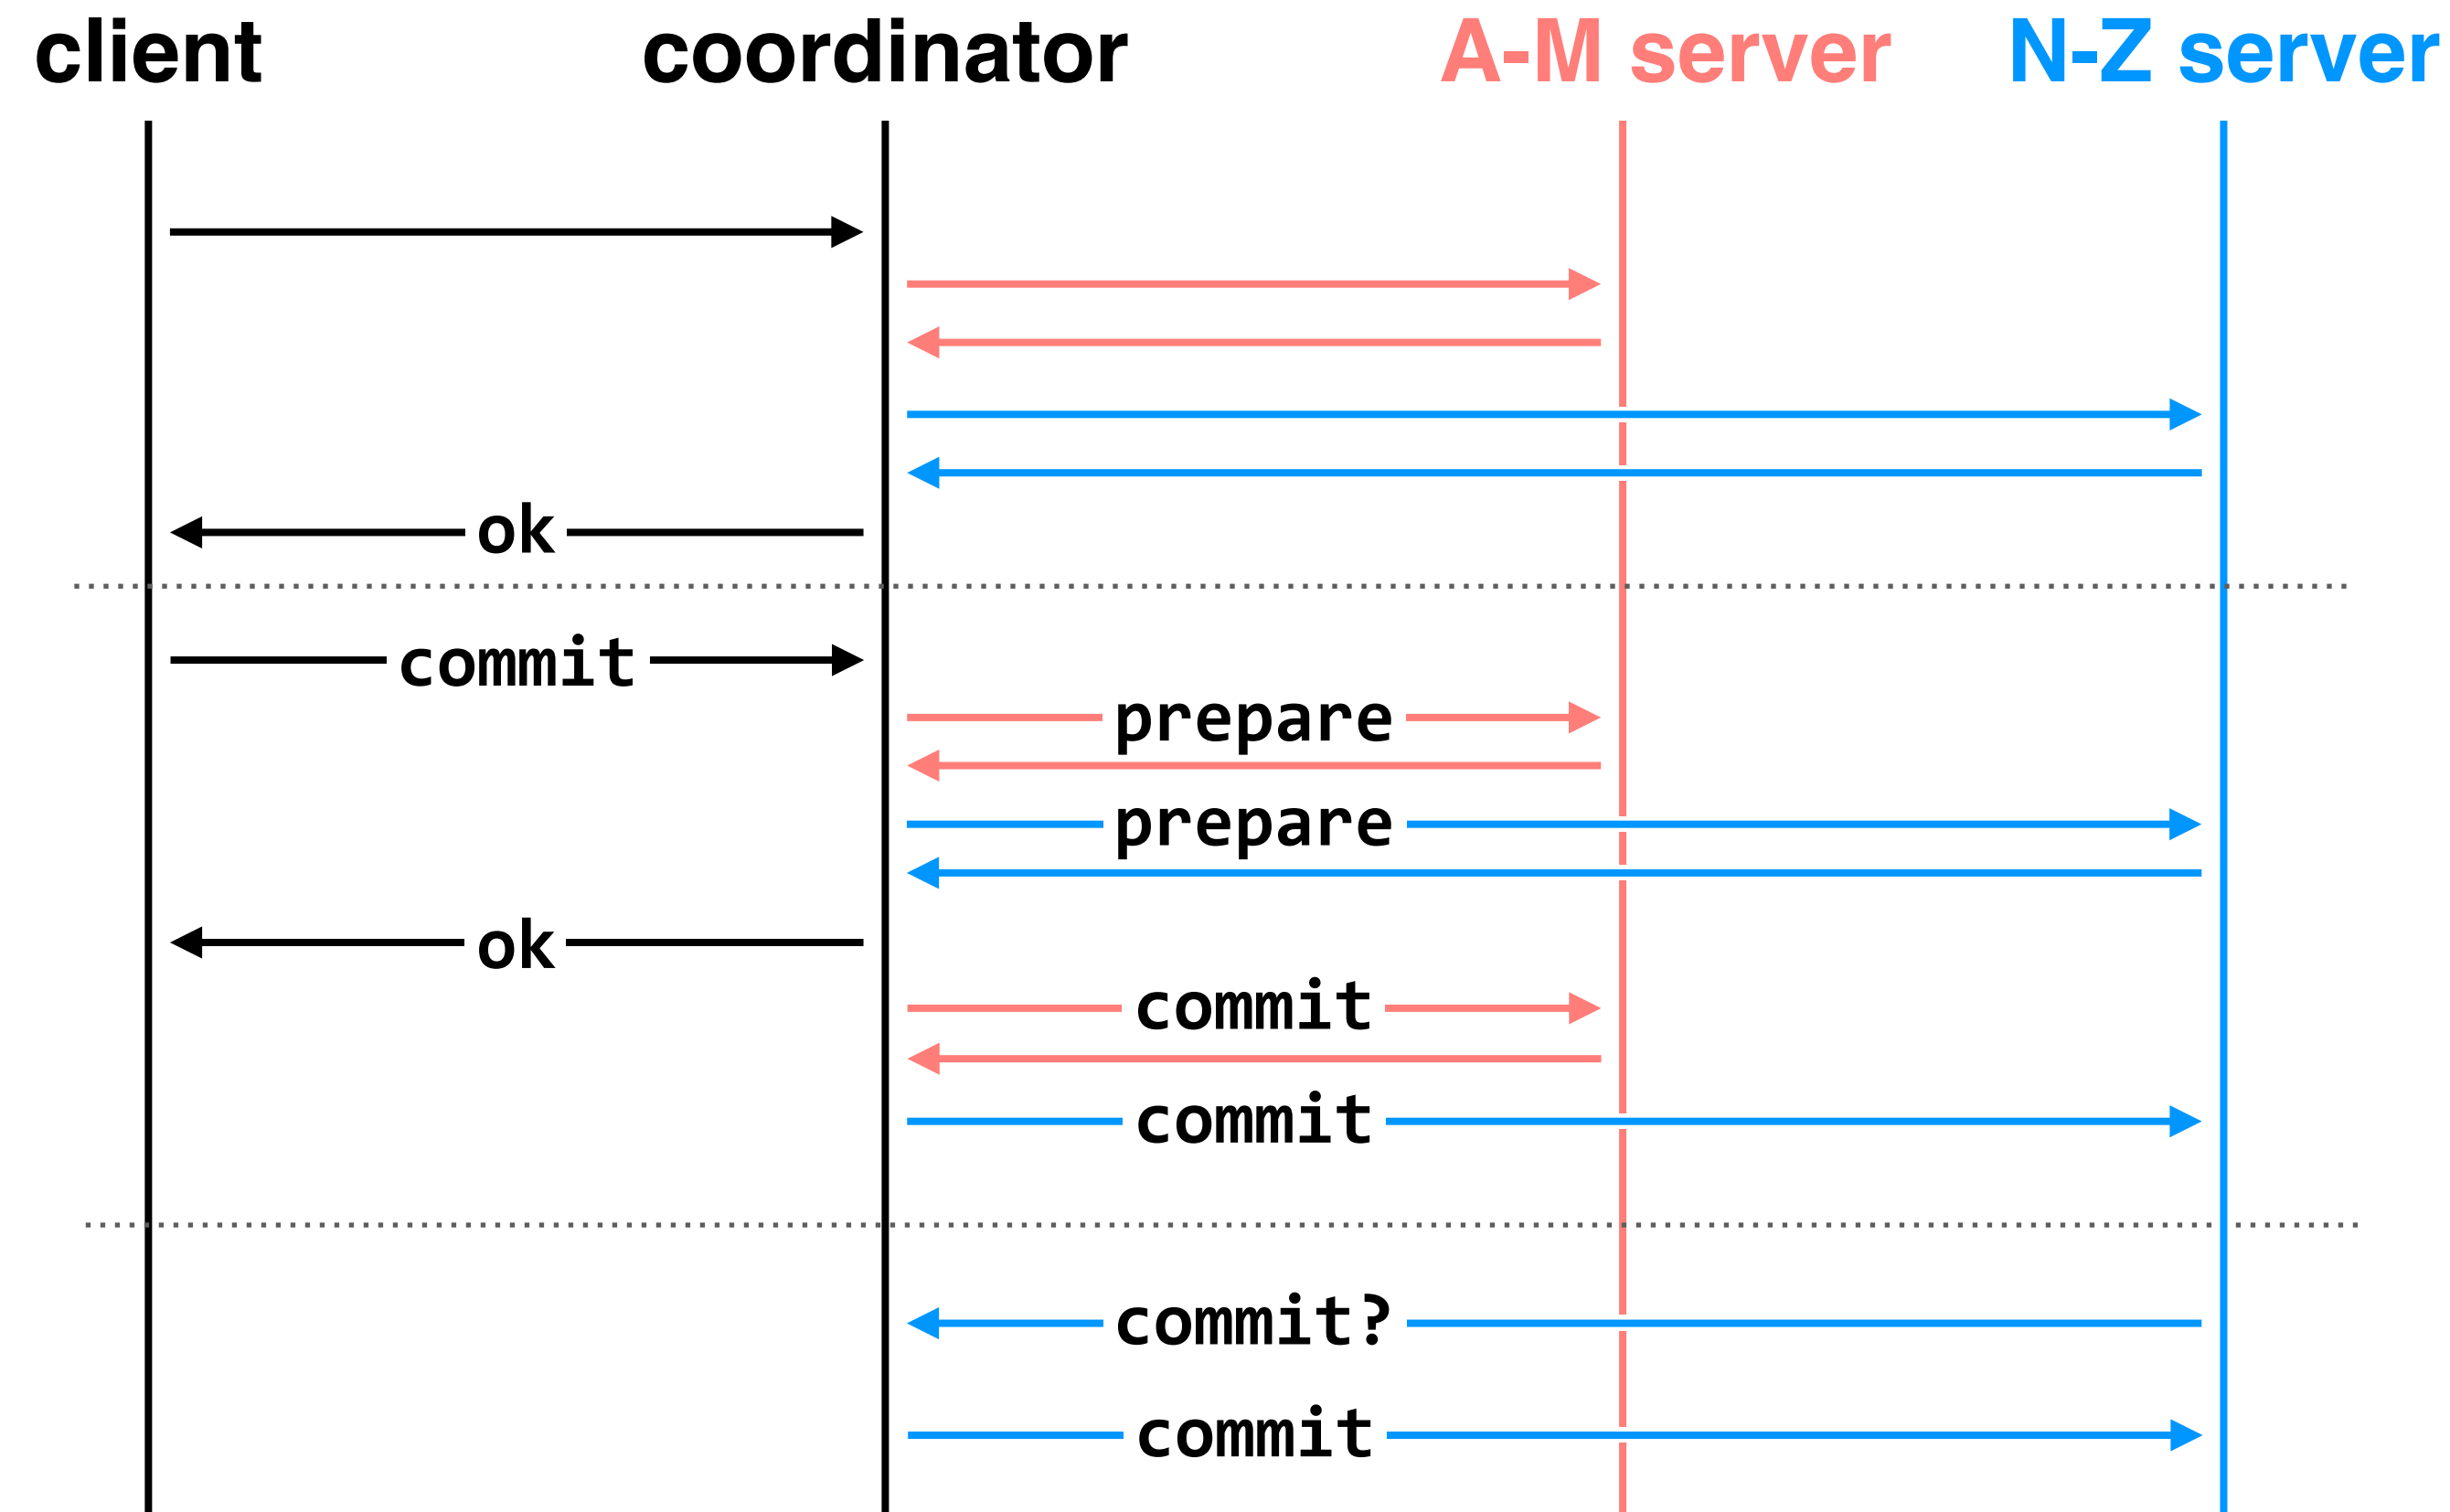 client coordinator A-M server N-Z server
ok
commit
prepare
prepare
ok
commit
commit
commit?
commit